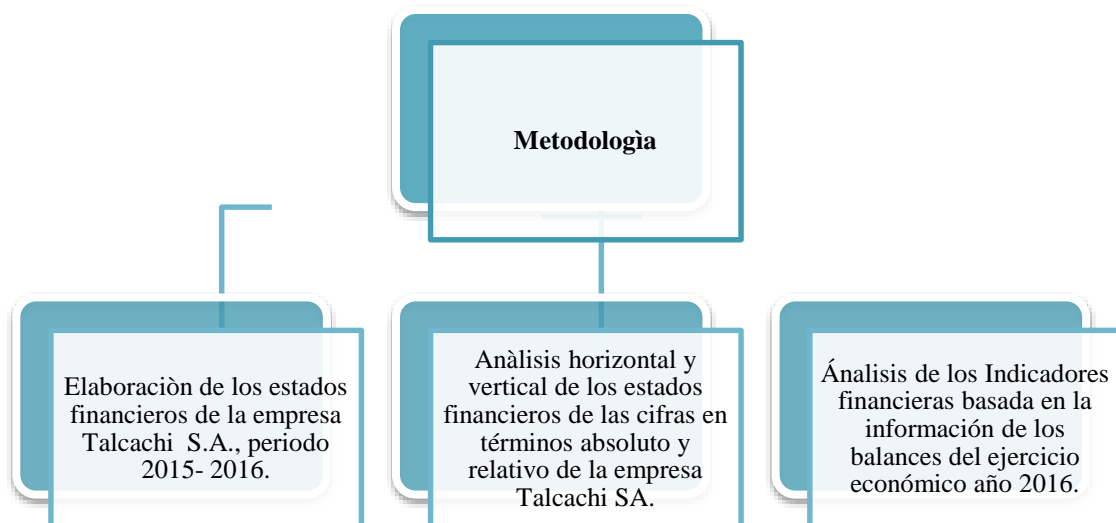 Metodologìa
Elaboraciòn de los estados
financieros de la empresa
Talcachi S.A., periodo
2015- 2016.
Anàlisis horizontal y
vertical de los estados
financieros de las cifras en
términos absoluto y
relativo de la empresa
Talcachi SA.
Ánalisis de los Indicadores
financieras basada en la
información de los
balances del ejercicio
económico año 2016.